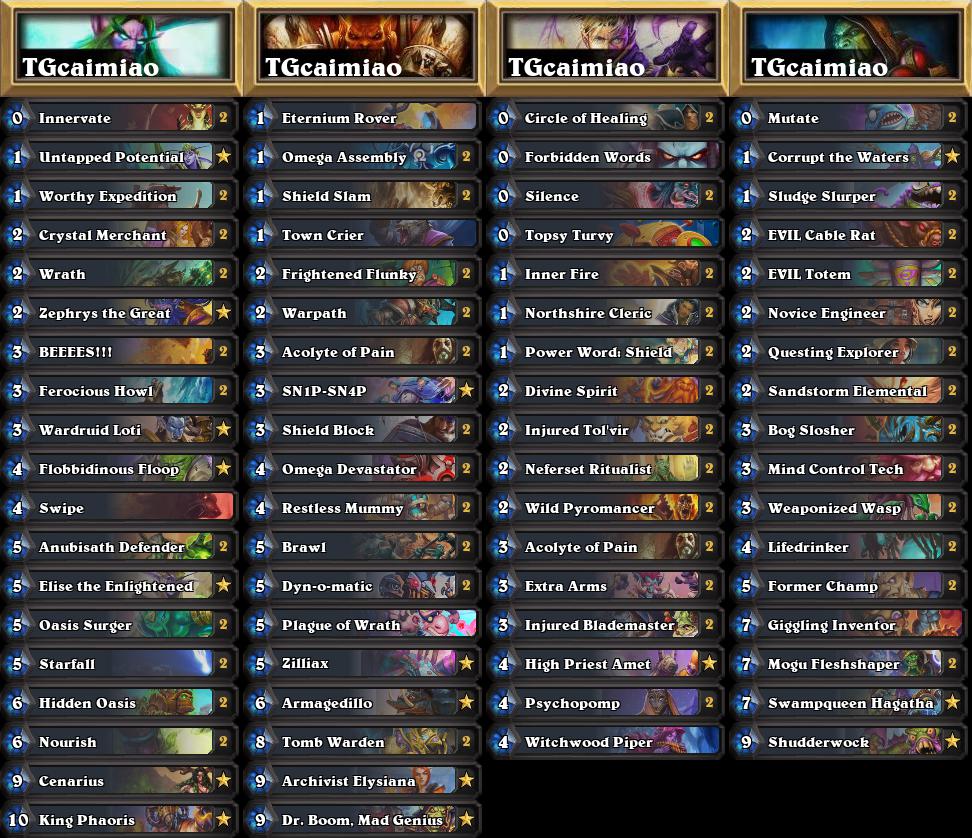 TGcaimiao
0 Innervate 2
1 Untapped Potential
1 Worthy Expedition 2
2 Crystal Merchant 2
2 Wrath 2
2 Zephrys the Great
3 BEEEES!!! 2
3 Ferocious Howl 2
3 Wardruid Loti
4 Flobbidinous Floop
4 Swipe
5 Anubisath Defender 2
5 Elise the Enlightened
5 Oasis Surger 2
5 Starfall 2
6 Hidden Oasis 2
6 Nourish 2
9 Cenarius
10 King Phaoris
TGcaimiao
1 Eternium Rover
1 Omega Assembly 2
1 Shield Slam 2
1 Town Crier
2 Frightened Flunky 2
2 Warpath 2
3 Acolyte of Pain 2
3 SN1P-SN4P
3 Shield Block 2
4 Omega Devastator 2
4 Restless Mummy 2
5 Brawl 2
5 Dyn-o-matic 2
5 Plague of Wrath
5 Zilliax
6 Armagedillo
8 Tomb Warden 2
9 Archivist Elysiana
9 Dr. Boom, Mad Genius
TGcaimiao
0 Circle of Healing 2
0 Forbidden Words
0 Silence 2
0 Topsy Turvy
1 Inner Fire 2
1 Northshire Cleric 2
1 Power Word: Shield 2
2 Divine Spirit 2
2 Injured Tol'vir 2
2 Neferset Ritualist 2
2 Wild Pyromancer 2
3 Acolyte of Pain 2
3 Extra Arms 2
3 Injured Blademaster 2
4 High Priest Amet
4 Psychopomp 2
4 Witchwood Piper
TGcaimiao
0 Mutate 2
1 Corrupt the Waters
1 Sludge Slurper 2
2 EVIL Cable Rat 2
2 EVIL Totem 2
2 Novice Engineer 2
2 Questing Explorer 2
2 Sandstorm Elemental 2
3 Bog Slosher 2
3 Mind Control Tech 2
3 Weaponized Wasp 2
4 Lifedrinker 2
5 Former Champ 2
7 Giggling Inventor
7 Mogu Fleshshaper 2
7 Swampqueen Hagatha
9 Shudderwock